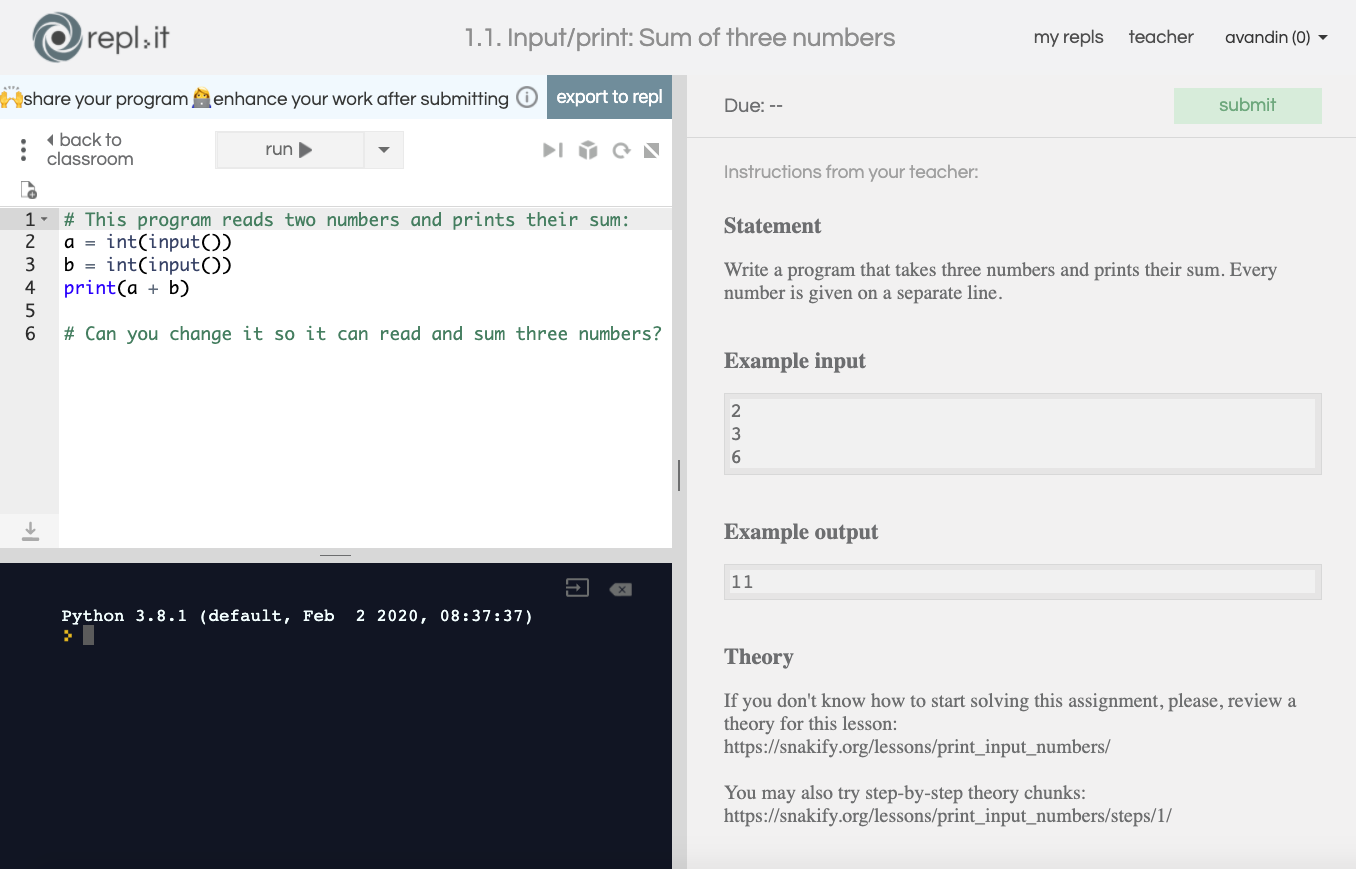 repl.it
1.1. Input/print: Sum of three numbers
my repls
teacher
avandin (0)
🙌share your program 🙍‍♀️💻enhance your work after submitting
export to repl
back to
classroom
run
1
# This program reads two numbers and prints their sum:
2
a = int(input())
3
b = int(input())
4
print(a + b)
5
6
# Can you change it so it can read and sum three numbers?
Python 3.8.1 (default, Feb  2 2020, 08:37:37)
Due: --
submit
Instructions from your teacher:
Statement
Write a program that takes three numbers and prints their sum. Every
number is given on a separate line.
Example input
2
3
6
Example output
11
Theory
If you don't know how to start solving this assignment, please, review a
theory for this lesson:
https://snakify.org/lessons/print_input_numbers/
You may also try step-by-step theory chunks:
https://snakify.org/lessons/print_input_numbers/steps/1/